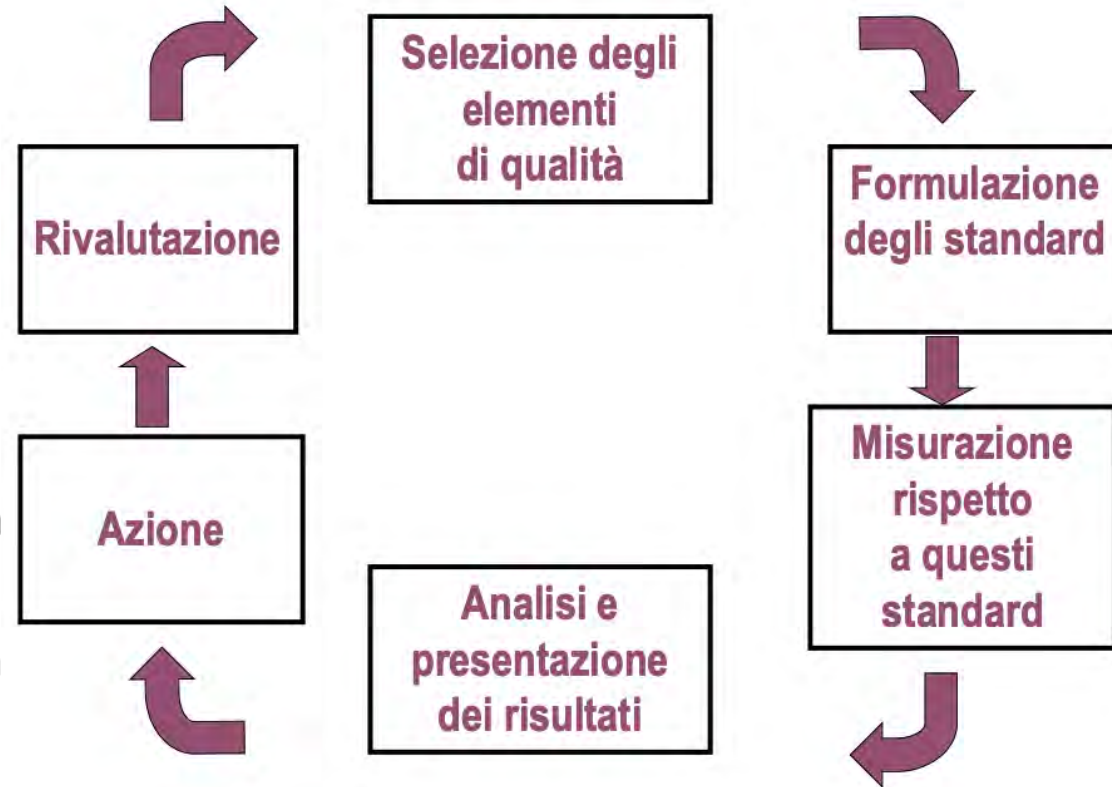 Selezione degli
elementi
di qualità
Formulazione
degli standard
Misurazione
rispetto
a questi
standard
Analisi e
presentazione
dei risultati
Azione
Rivalutazione